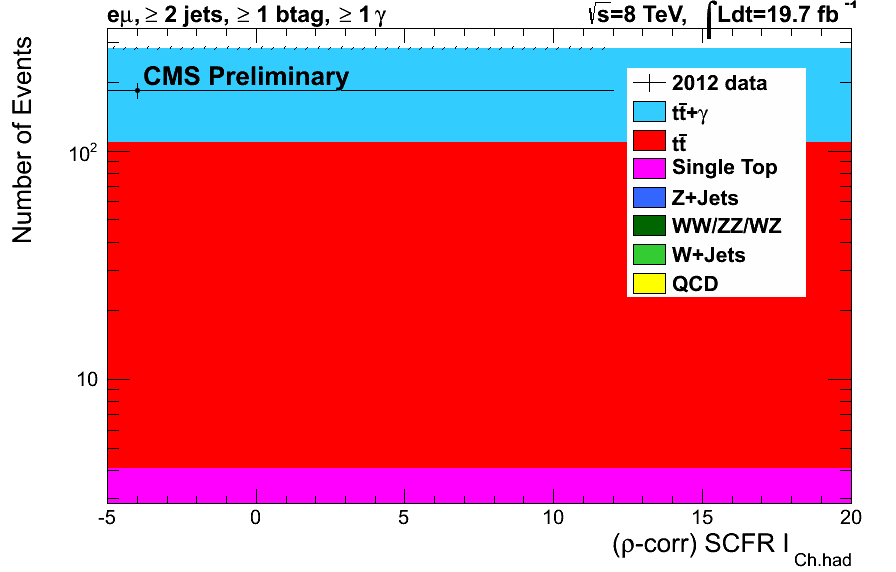 eμ, ≥ 2 jets, ≥ 1 btag, ≥ 1 γ
√s=8 TeV, ∫Ldt=19.7 fb⁻¹
CMS Preliminary
2012 data
tt̄+γ
tt̄
Single Top
Z+Jets
WW/ZZ/WZ
W+Jets
QCD
Number of Events
10²
10
-5 0 5 10 15 20
(ρ-corr) SCFR I Ch.had